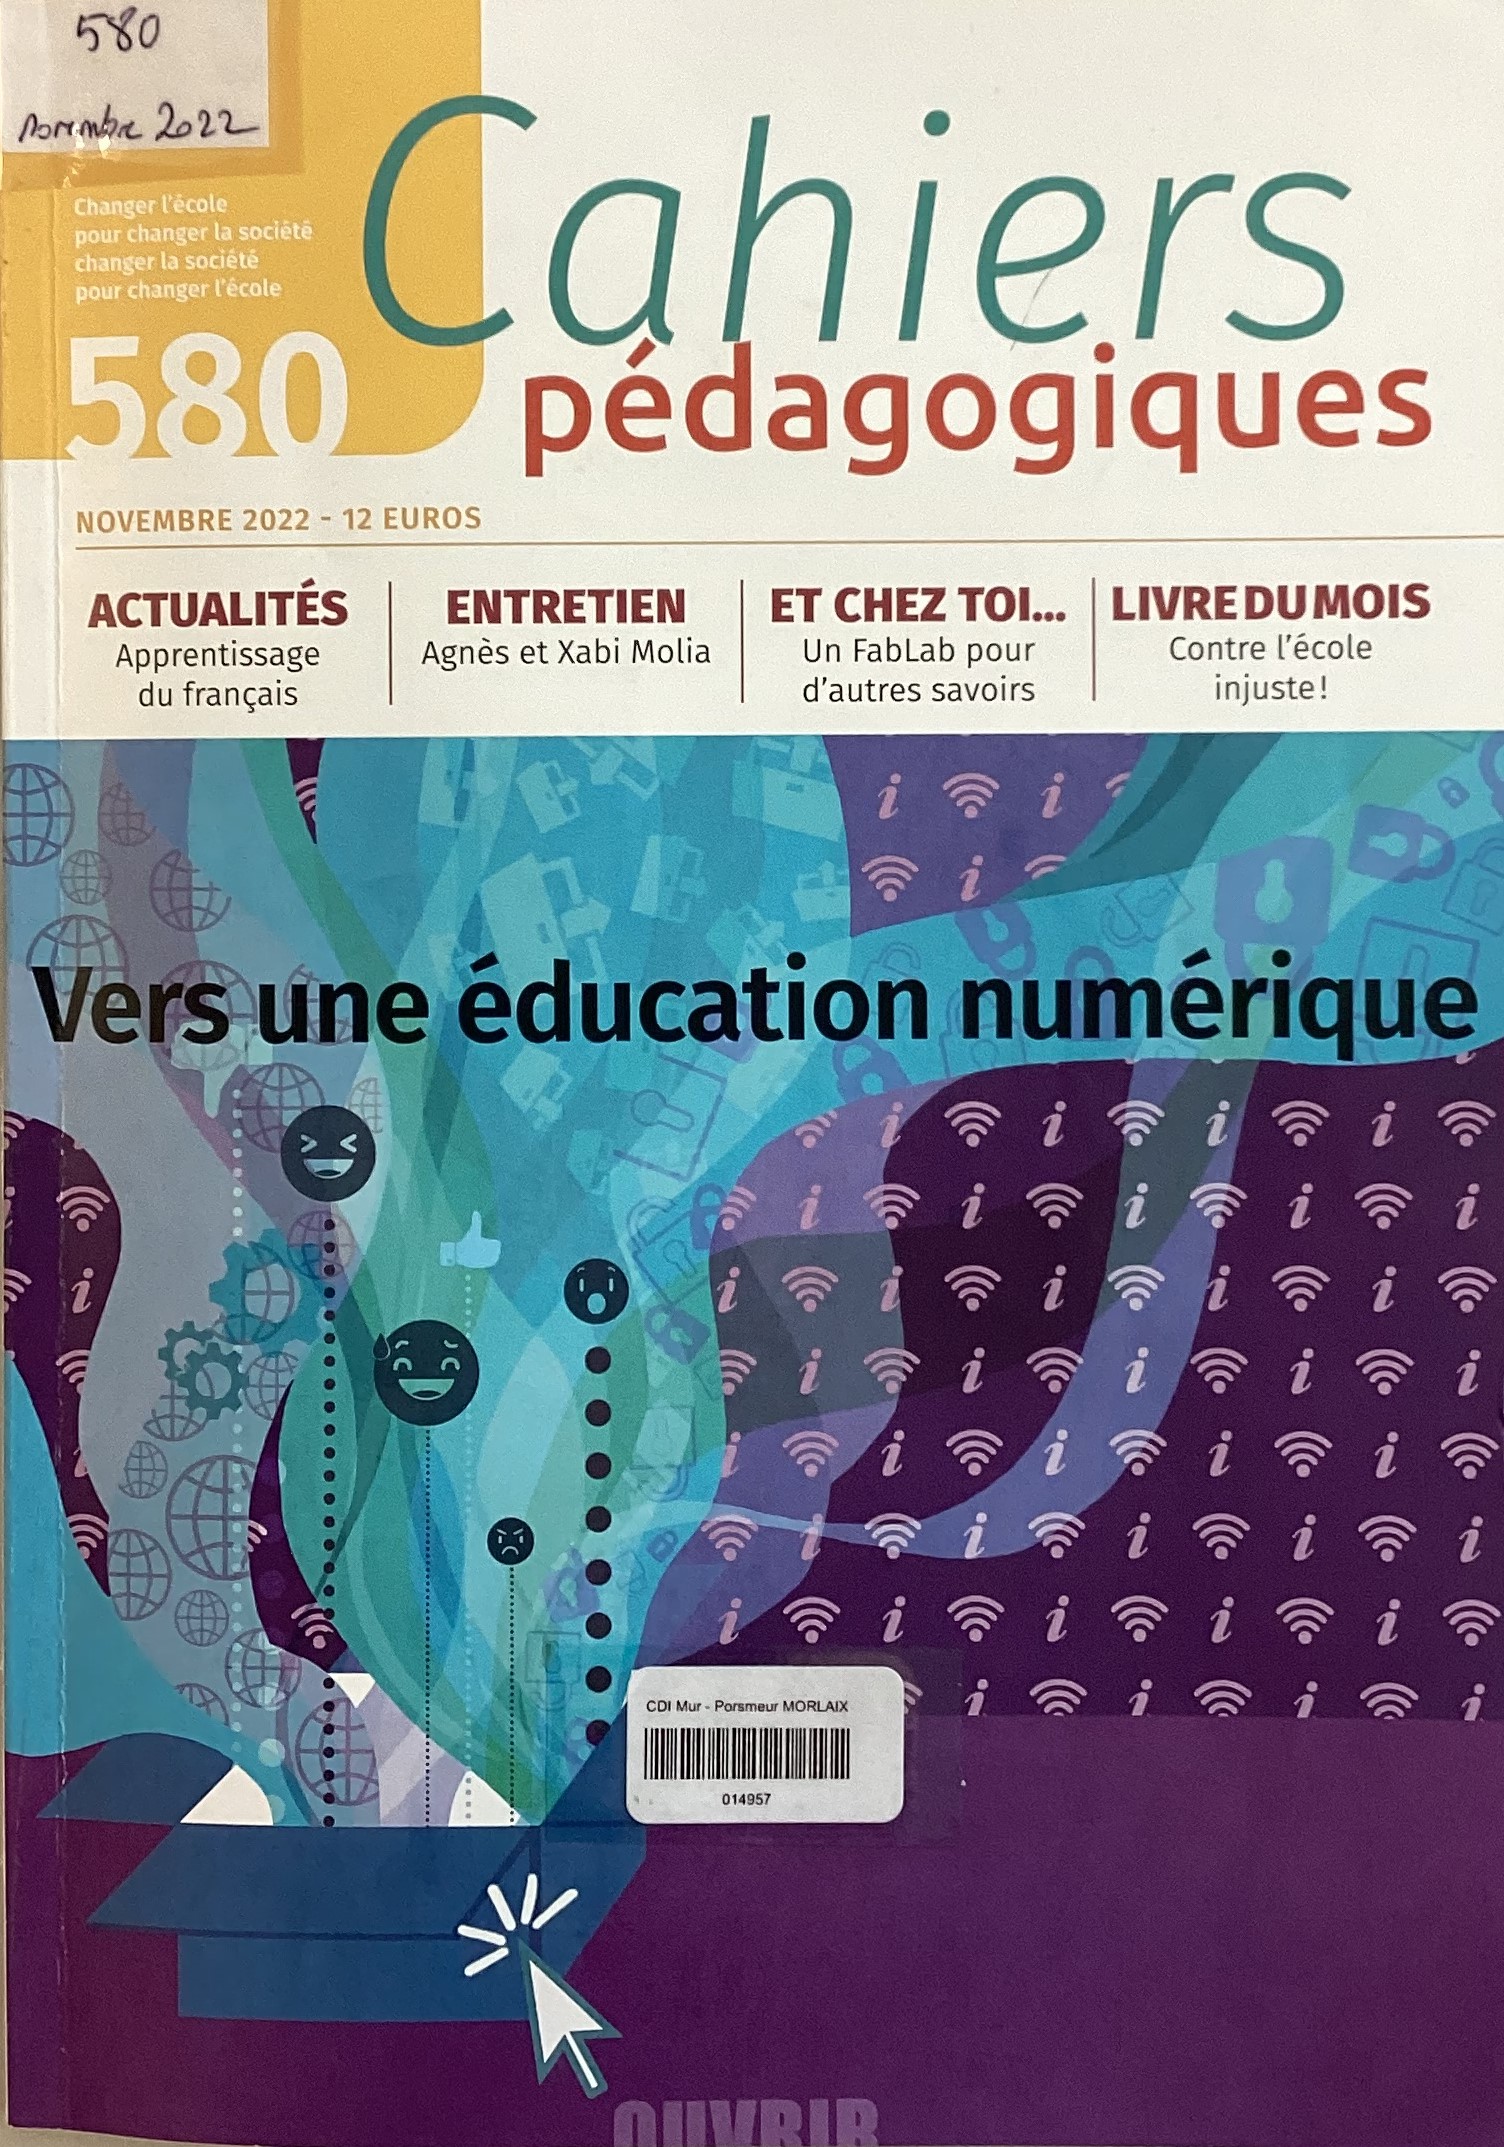 580
novembre 2022
Changer l'école
pour changer la société
changer la société
pour changer l'école
580
Cahiers
pédagogiques
NOVEMBRE 2022 - 12 EUROS
ACTUALITÉS
Apprentissage
du français
ENTRETIEN
Agnès et Xabi Molia
ET CHEZ TOI...
Un FabLab pour
d'autres savoirs
LIVRE DU MOIS
Contre l'école
injuste !
Vers une éducation numérique
CDI Mur - Porsmeur MORLAIX
014957
OUVRIR